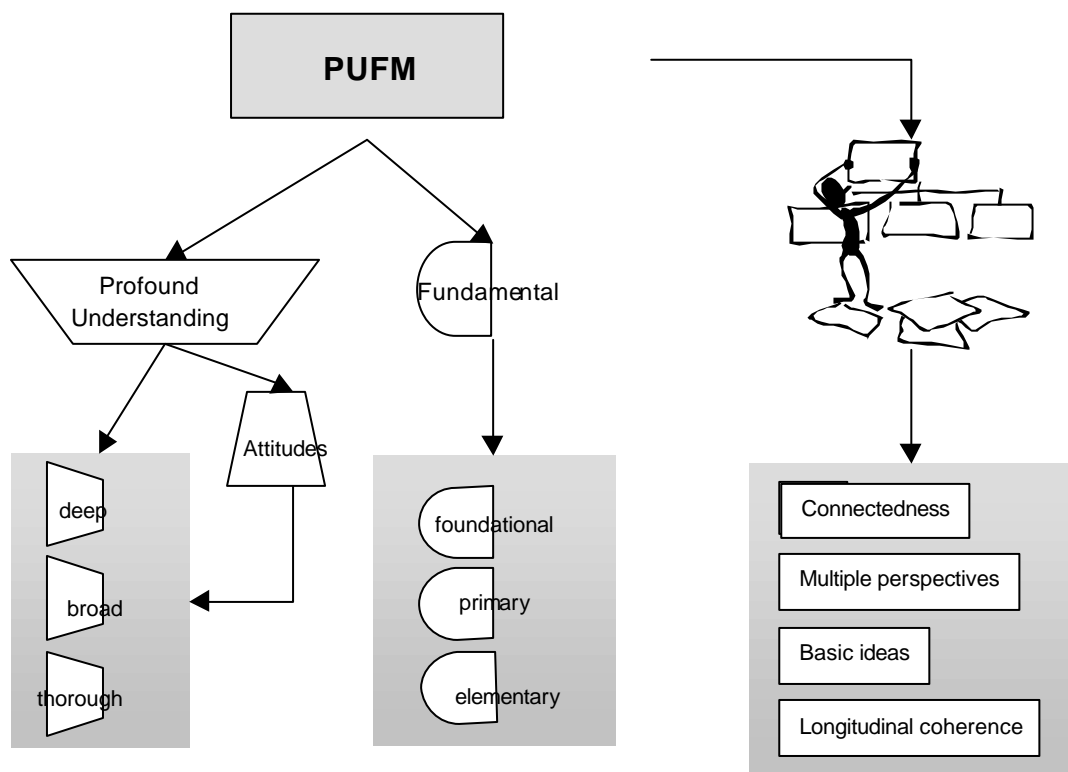 PUFM
Profound
Understanding
Fundamental
Attitudes
deep
broad
thorough
foundational
primary
elementary
Connectedness
Multiple perspectives
Basic ideas
Longitudinal coherence